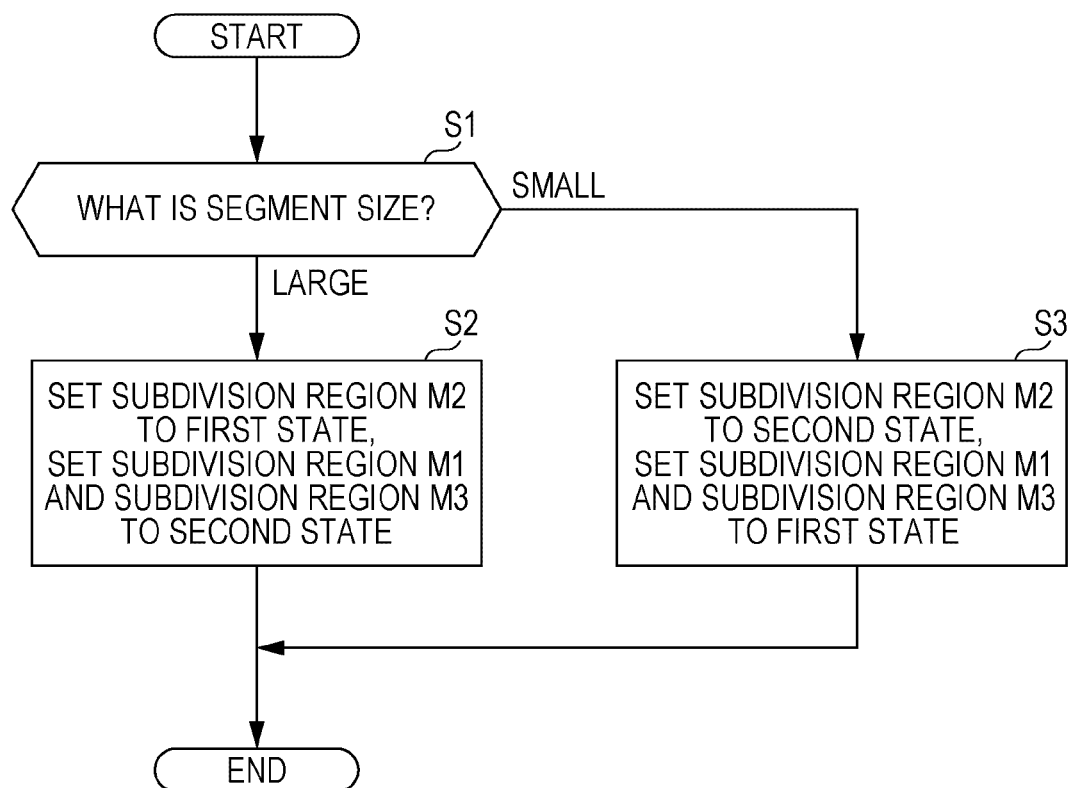 START
S1
WHAT IS SEGMENT SIZE?
SMALL
LARGE
S2
SET SUBDIVISION REGION M2
TO FIRST STATE,
SET SUBDIVISION REGION M1
AND SUBDIVISION REGION M3
TO SECOND STATE
S3
SET SUBDIVISION REGION M2
TO SECOND STATE,
SET SUBDIVISION REGION M1
AND SUBDIVISION REGION M3
TO FIRST STATE
END